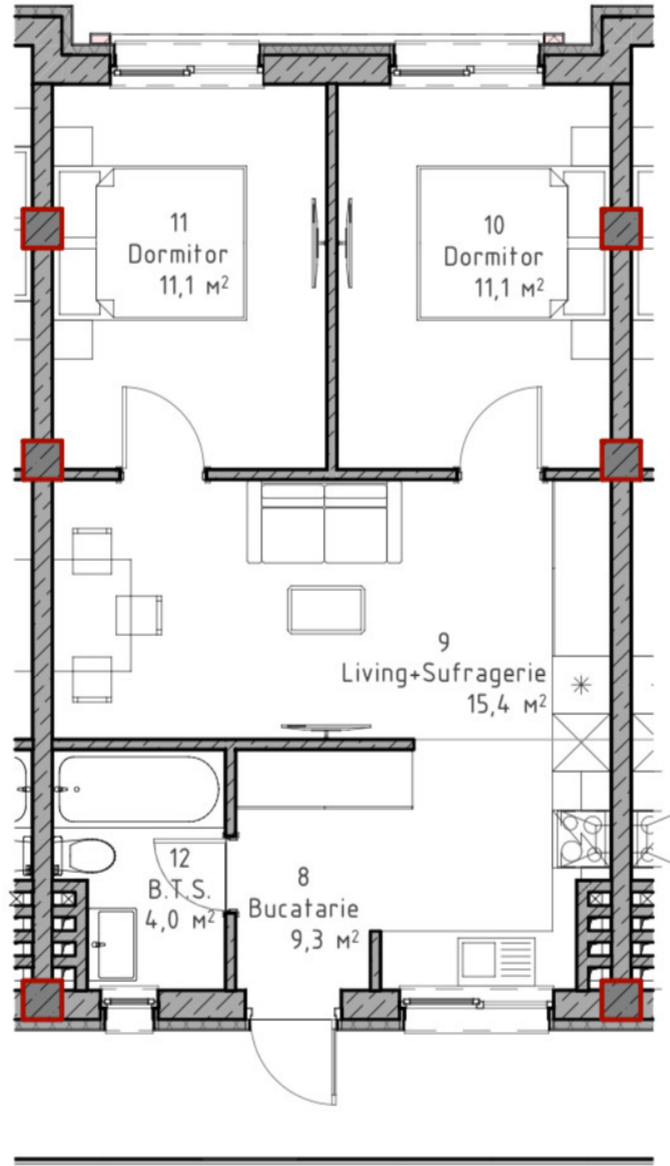 11
Dormitor
11,1 м²
10
Dormitor
11,1 м²
9
Living+Sufragerie
15,4 м²
12
B.T.S.
4,0 м²
8
Bucatarie
9,3 м²